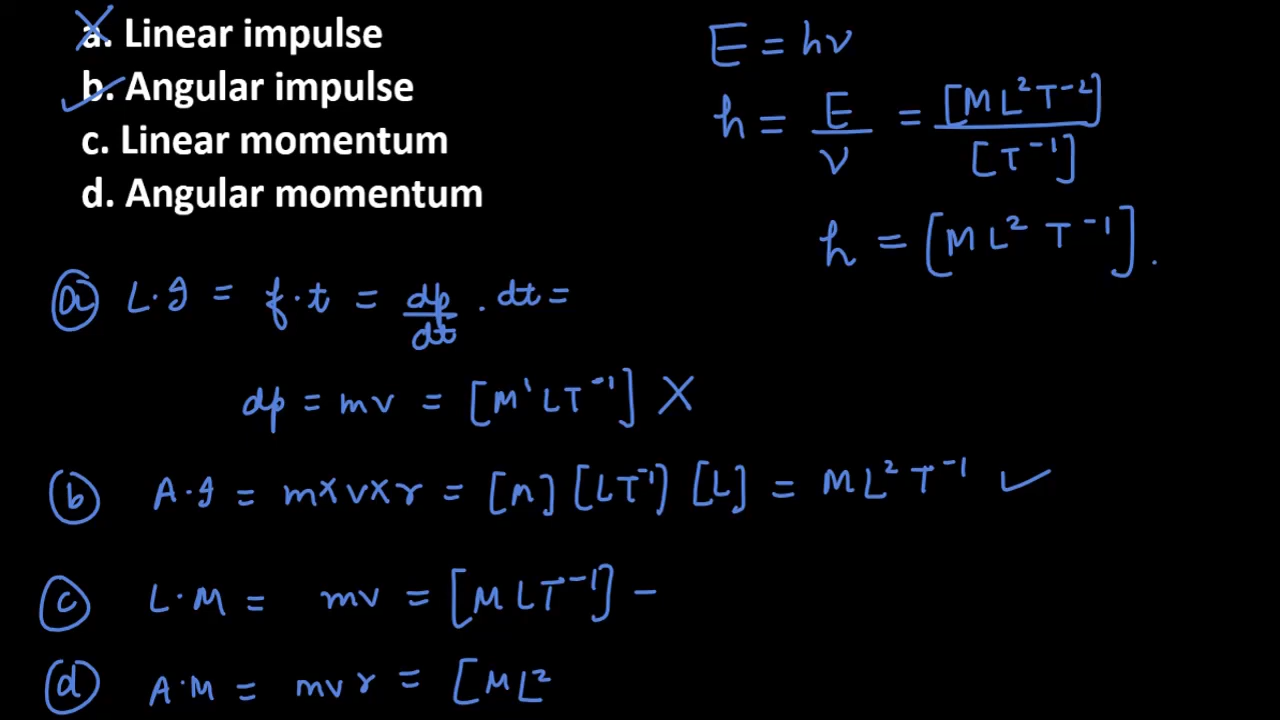 a. Linear impulse
b. Angular impulse
c. Linear momentum
d. Angular momentum
E = hν
h = E/ν = [ML²T⁻²]/[T⁻¹]
h = [ML²T⁻¹].
(a) L.I = f.t = dp/dt . dt =
dp = mv = [M¹LT⁻¹] X
(b) A.I = m×v×r = [M] [LT⁻¹] [L] = ML²T⁻¹ ✓
(c) L.M = mv = [MLT⁻¹] –
(d) A.M = mvr = [ML²